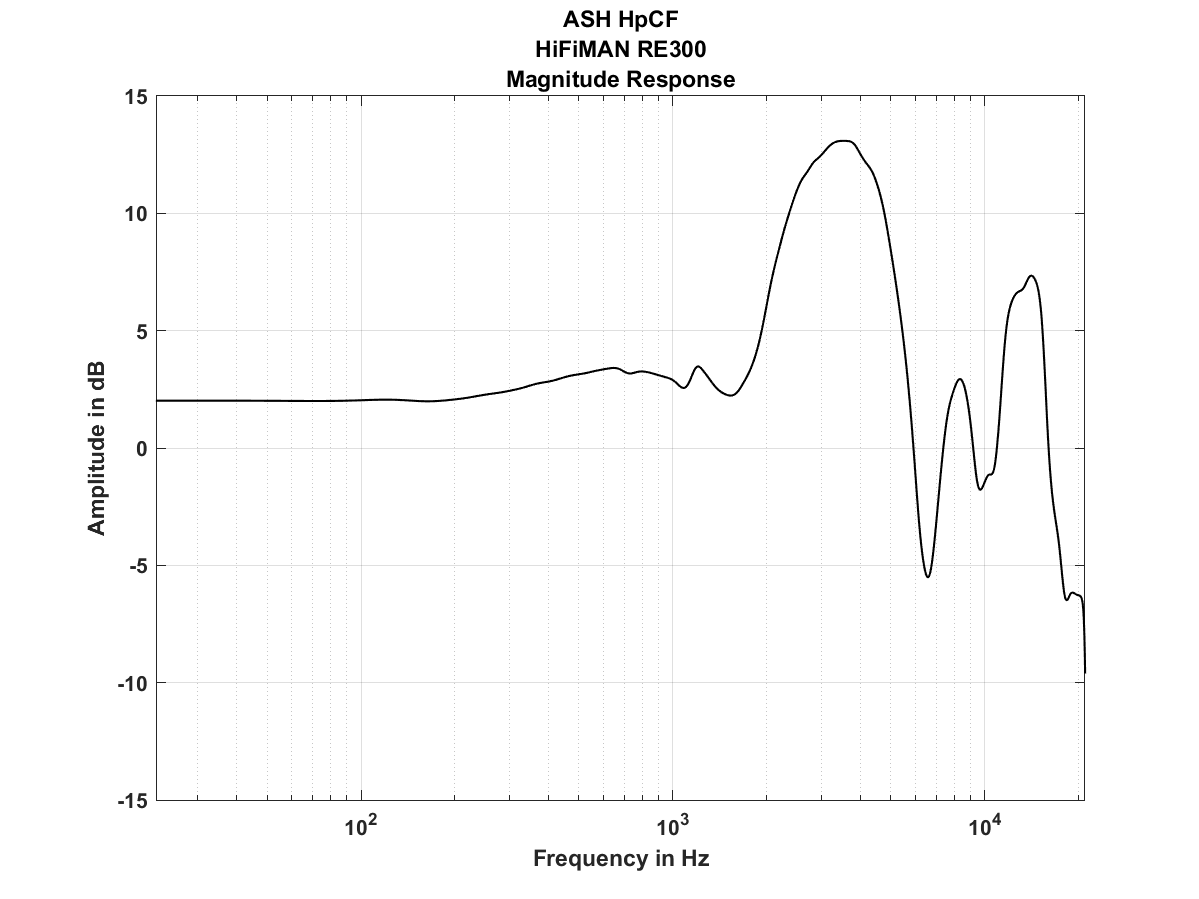 ASH HpCF
HiFiMAN RE300
Magnitude Response
15
10
5
0
-5
-10
-15
Amplitude in dB
10² 10³ 10⁴
Frequency in Hz